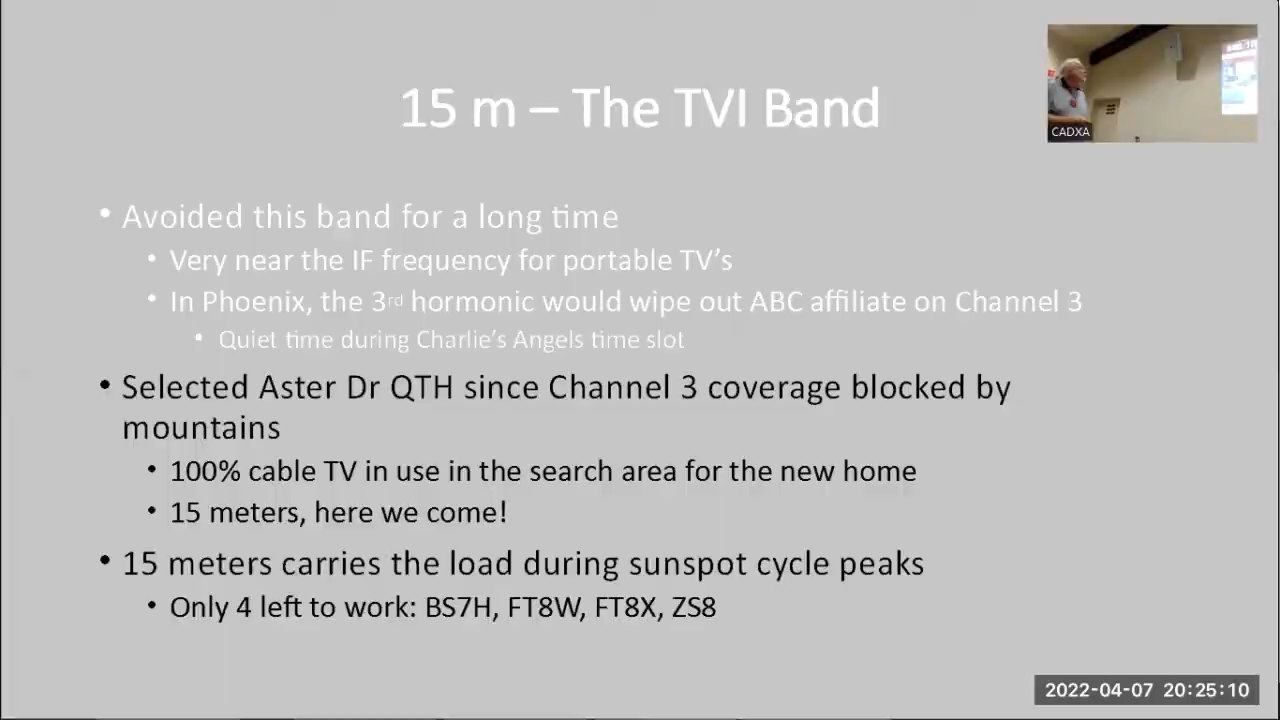 15 m – The TVI Band
CADXA
• Avoided this band for a long time
• Very near the IF frequency for portable TV’s
• In Phoenix, the 3rd hormonic would wipe out ABC affiliate on Channel 3
• Quiet time during Charlie’s Angels time slot
• Selected Aster Dr QTH since Channel 3 coverage blocked by
mountains
• 100% cable TV in use in the search area for the new home
• 15 meters, here we come!
• 15 meters carries the load during sunspot cycle peaks
• Only 4 left to work: BS7H, FT8W, FT8X, ZS8
2022-04-07 20:25:10